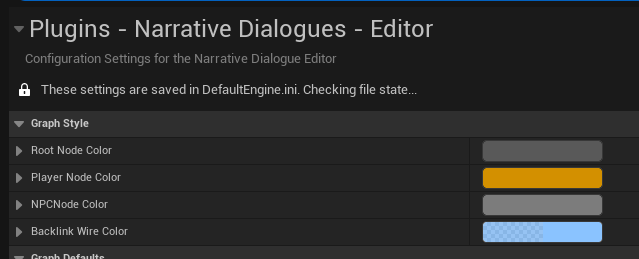 Plugins - Narrative Dialogues - Editor
Configuration Settings for the Narrative Dialogue Editor
These settings are saved in DefaultEngine.ini. Checking file state...
Graph Style
Root Node Color
Player Node Color
NPCNode Color
Backlink Wire Color
Graph Defaults